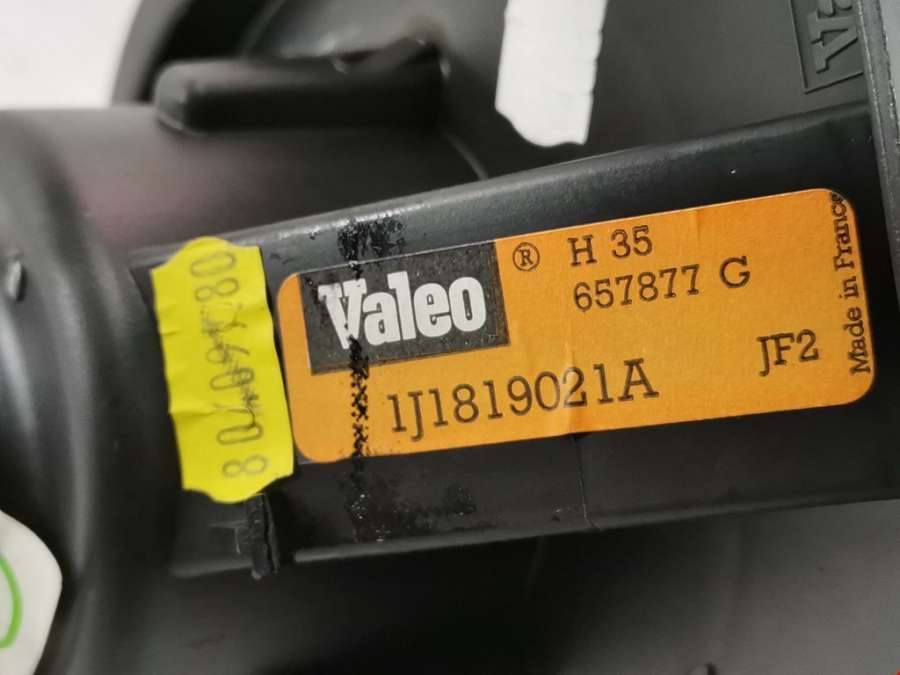 Valeo
®
H 35
657877 G
1J1819021A
JF2
Made in France